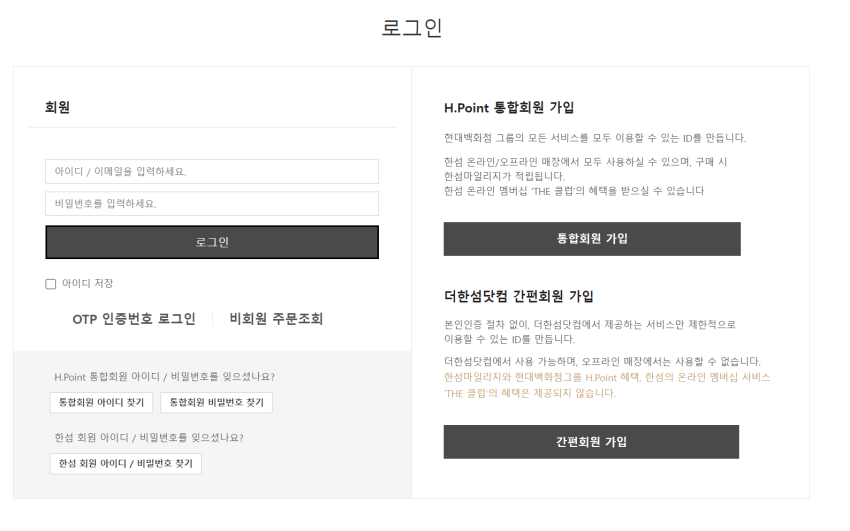 로그인
회원
아이디 / 이메일을 입력하세요.
비밀번호를 입력하세요.
로그인
아이디 저장
OTP 인증번호 로그인
비회원 주문조회
H.Point 통합회원 아이디 / 비밀번호를 잊으셨나요?
통합회원 아이디 찾기
통합회원 비밀번호 찾기
한섬 회원 아이디 / 비밀번호를 잊으셨나요?
한섬 회원 아이디 / 비밀번호 찾기
H.Point 통합회원 가입
현대백화점 그룹의 모든 서비스를 모두 이용할 수 있는 ID를 만듭니다.
한섬 온라인/오프라인 매장에서 모두 사용하실 수 있으며, 구매 시
한섬마일리지가 적립됩니다.
한섬 온라인 멤버십 'THE 클럽'의 혜택을 받으실 수 있습니다
통합회원 가입
더한섬닷컴 간편회원 가입
본인인증 절차 없이, 더한섬닷컴에서 제공하는 서비스만 제한적으로
이용할 수 있는 ID를 만듭니다.
더한섬닷컴에서 사용 가능하며, 오프라인 매장에서는 사용할 수 없습니다.
한섬마일리지와 현대백화점그룹 H.Point 혜택, 한섬의 온라인 멤버십 서비스
'THE 클럽'의 혜택은 제공되지 않습니다.
간편회원 가입